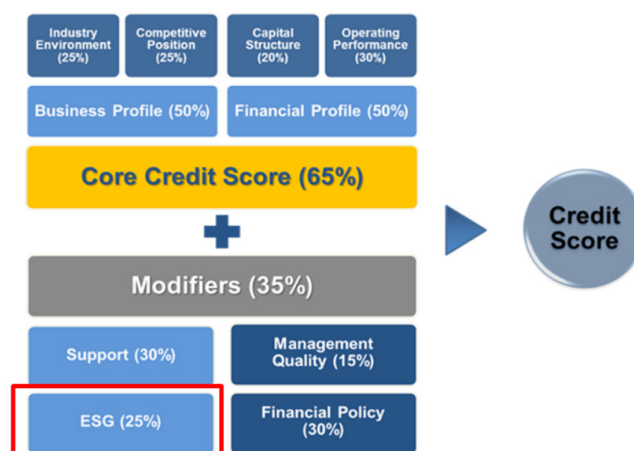 Industry
Environment
(25%)
Competitive
Position
(25%)
Capital
Structure
(20%)
Operating
Performance
(30%)
Business Profile (50%)
Financial Profile (50%)
Core Credit Score (65%)
Credit
Score
Modifiers (35%)
Support (30%)
Management
Quality (15%)
ESG (25%)
Financial Policy
(30%)